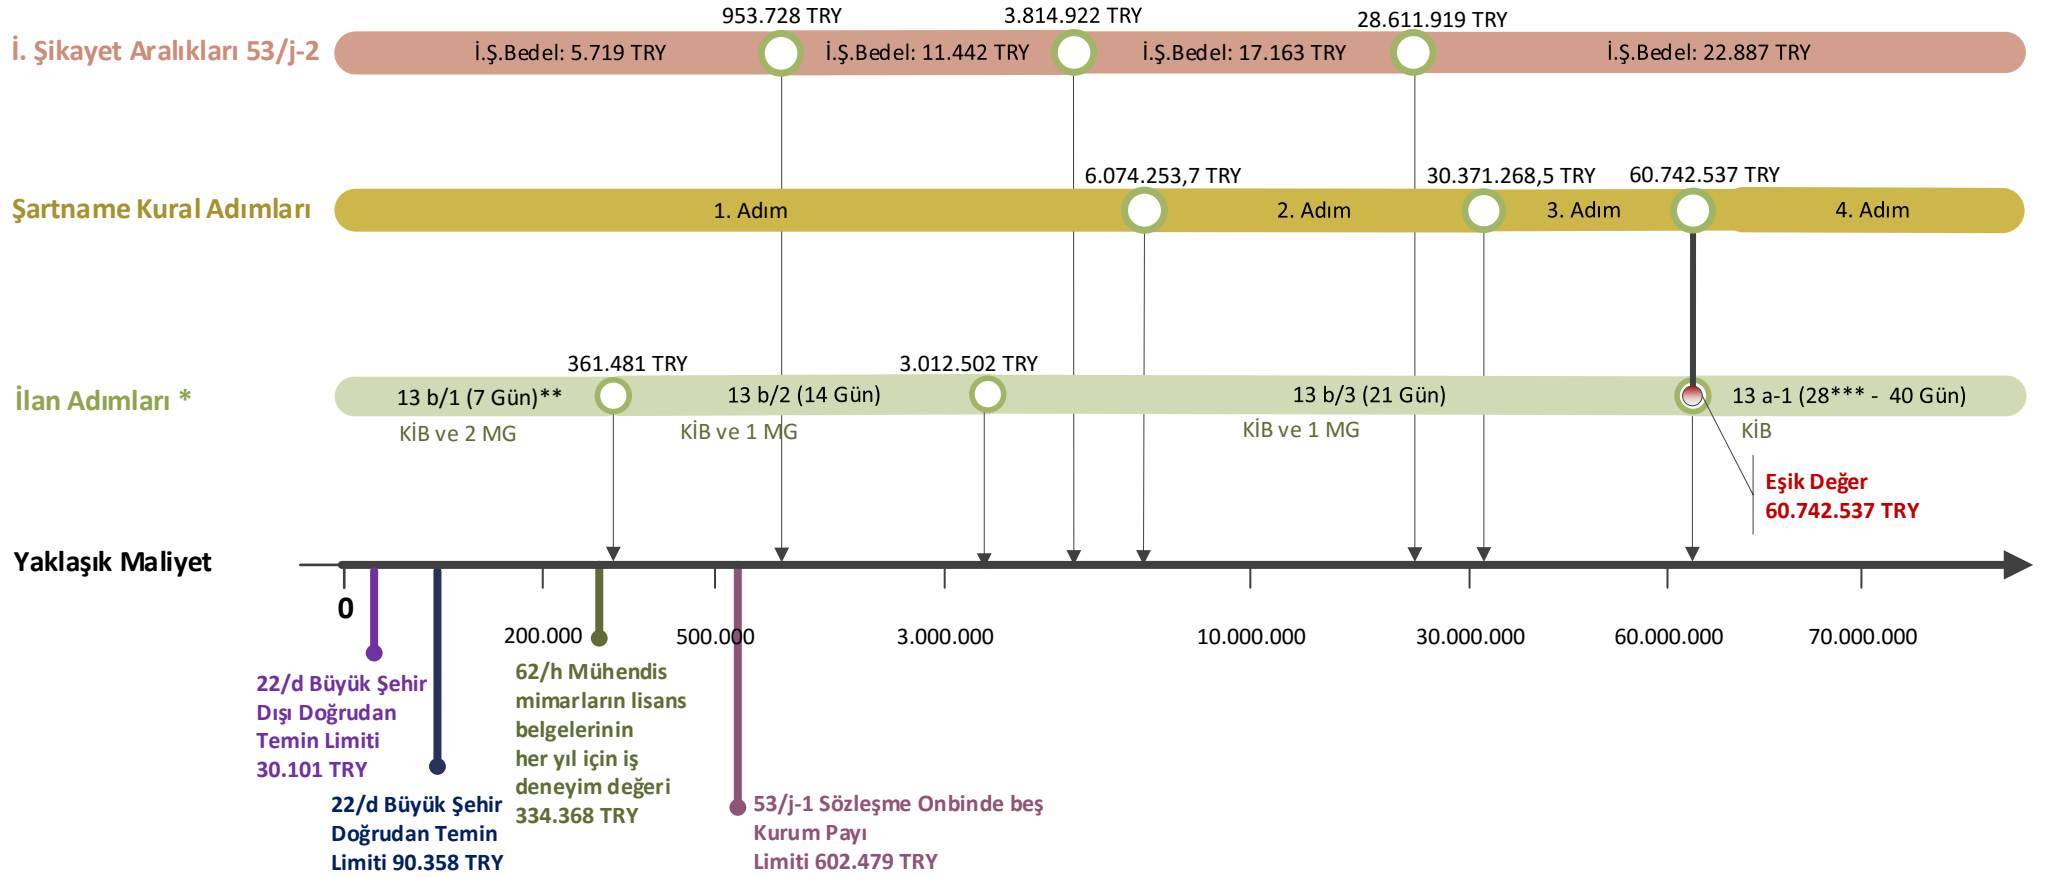 953.728 TRY
3.814.922 TRY
28.611.919 TRY
İ. Şikayet Aralıkları 53/j-2
İ.Ş.Bedel: 5.719 TRY
İ.Ş.Bedel: 11.442 TRY
İ.Ş.Bedel: 17.163 TRY
İ.Ş.Bedel: 22.887 TRY
6.074.253,7 TRY
30.371.268,5 TRY
60.742.537 TRY
Şartname Kural Adımları
1. Adım
2. Adım
3. Adım
4. Adım
361.481 TRY
3.012.502 TRY
İlan Adımları *
13 b/1 (7 Gün)**
13 b/2 (14 Gün)
13 b/3 (21 Gün)
13 a-1 (28*** - 40 Gün)
KİB ve 2 MG
KİB ve 1 MG
KİB ve 1 MG
KİB
Eşik Değer
60.742.537 TRY
Yaklaşık Maliyet
0
200.000
500.000
3.000.000
10.000.000
30.000.000
60.000.000
70.000.000
22/d Büyük Şehir
Dışı Doğrudan
Temin Limiti
30.101 TRY
22/d Büyük Şehir
Doğrudan Temin
Limiti 90.358 TRY
62/h Mühendis
mimarların lisans
belgelerinin
her yıl için iş
deneyim değeri
334.368 TRY
53/j-1 Sözleşme Onbinde beş
Kurum Payı
Limiti 602.479 TRY